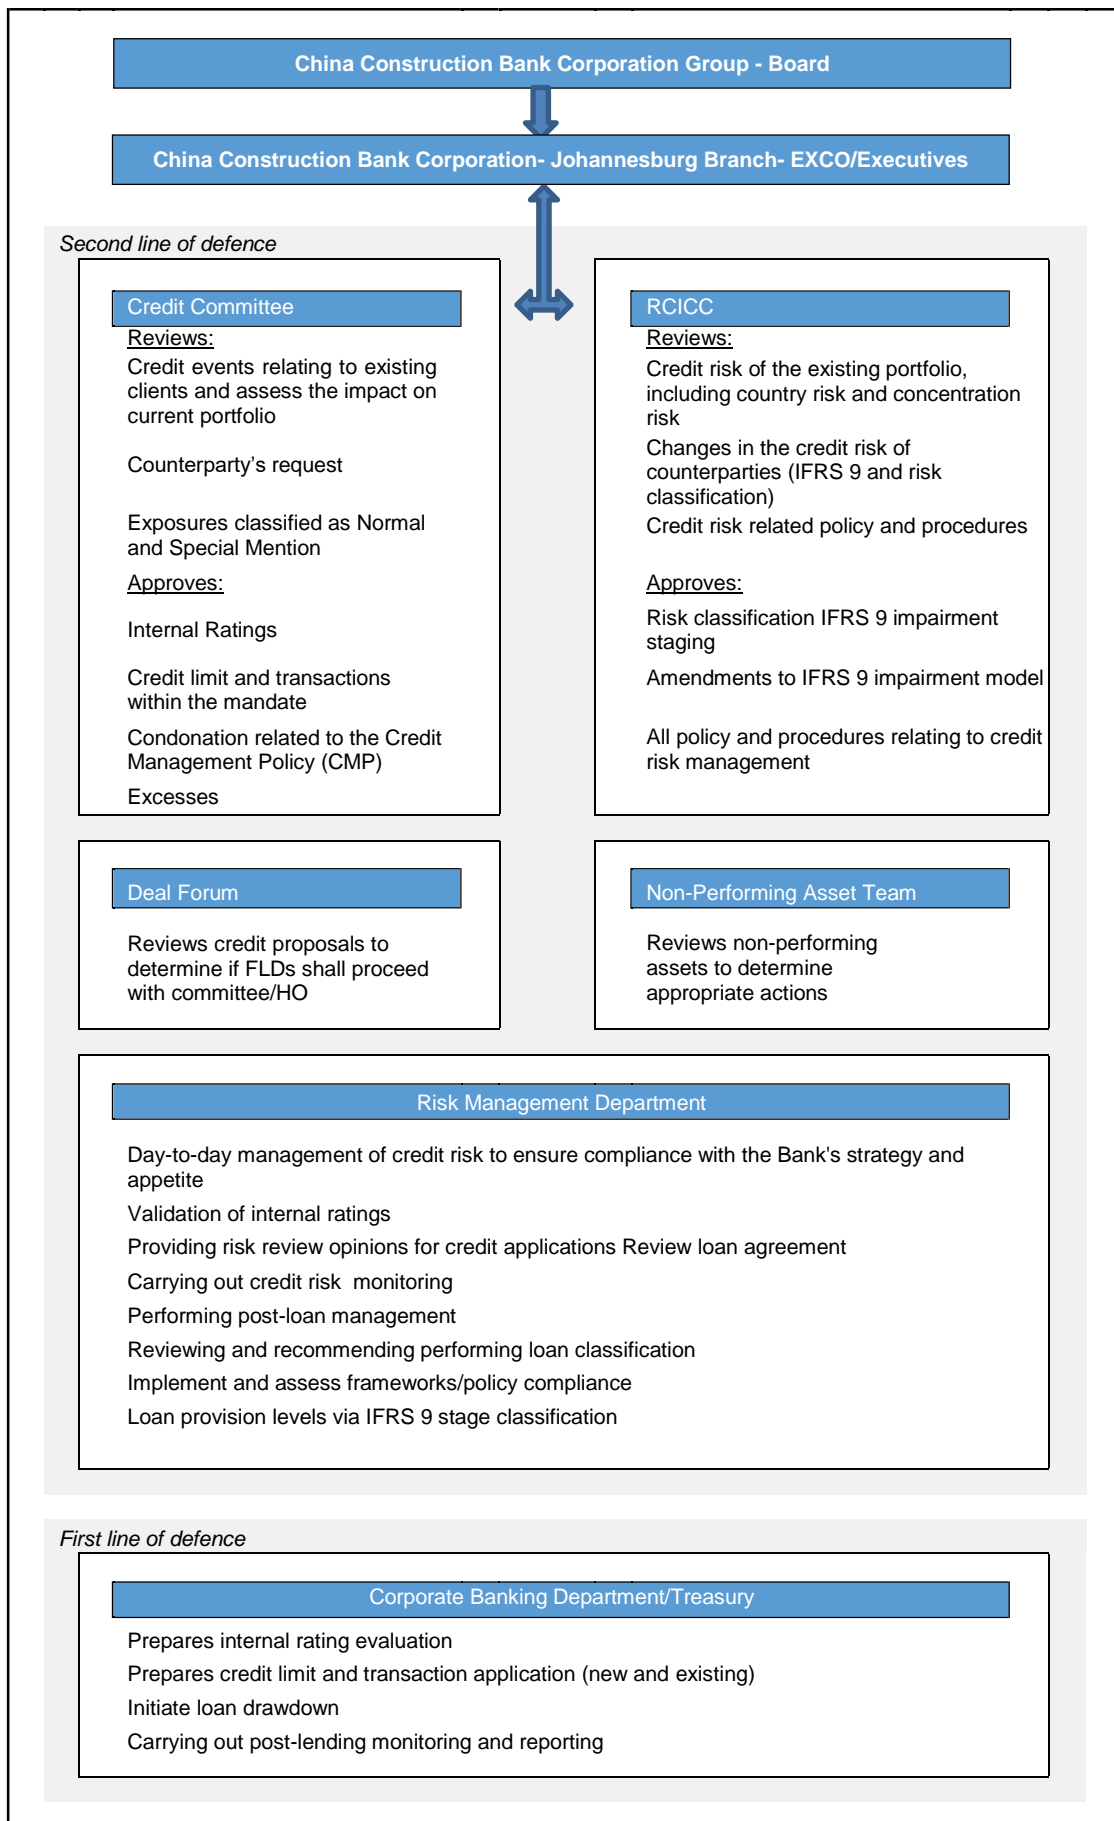 China Construction Bank Corporation Group - Board
China Construction Bank Corporation- Johannesburg Branch- EXCO/Executives
Second line of defence
Credit Committee
Reviews:
Credit events relating to existing
clients and assess the impact on
current portfolio
Counterparty's request
Exposures classified as Normal
and Special Mention
Approves:
Internal Ratings
Credit limit and transactions
within the mandate
Condonation related to the Credit
Management Policy (CMP)
Excesses
RCICC
Reviews:
Credit risk of the existing portfolio,
including country risk and concentration
risk
Changes in the credit risk of
counterparties (IFRS 9 and risk
classification)
Credit risk related policy and procedures
Approves:
Risk classification IFRS 9 impairment
staging
Amendments to IFRS 9 impairment model
All policy and procedures relating to credit
risk management
Deal Forum
Reviews credit proposals to
determine if FLDs shall proceed
with committee/HO
Non-Performing Asset Team
Reviews non-performing
assets to determine
appropriate actions
Risk Management Department
Day-to-day management of credit risk to ensure compliance with the Bank's strategy and
appetite
Validation of internal ratings
Providing risk review opinions for credit applications Review loan agreement
Carrying out credit risk  monitoring
Performing post-loan management
Reviewing and recommending performing loan classification
Implement and assess frameworks/policy compliance
Loan provision levels via IFRS 9 stage classification
First line of defence
Corporate Banking Department/Treasury
Prepares internal rating evaluation
Prepares credit limit and transaction application (new and existing)
Initiate loan drawdown
Carrying out post-lending monitoring and reporting